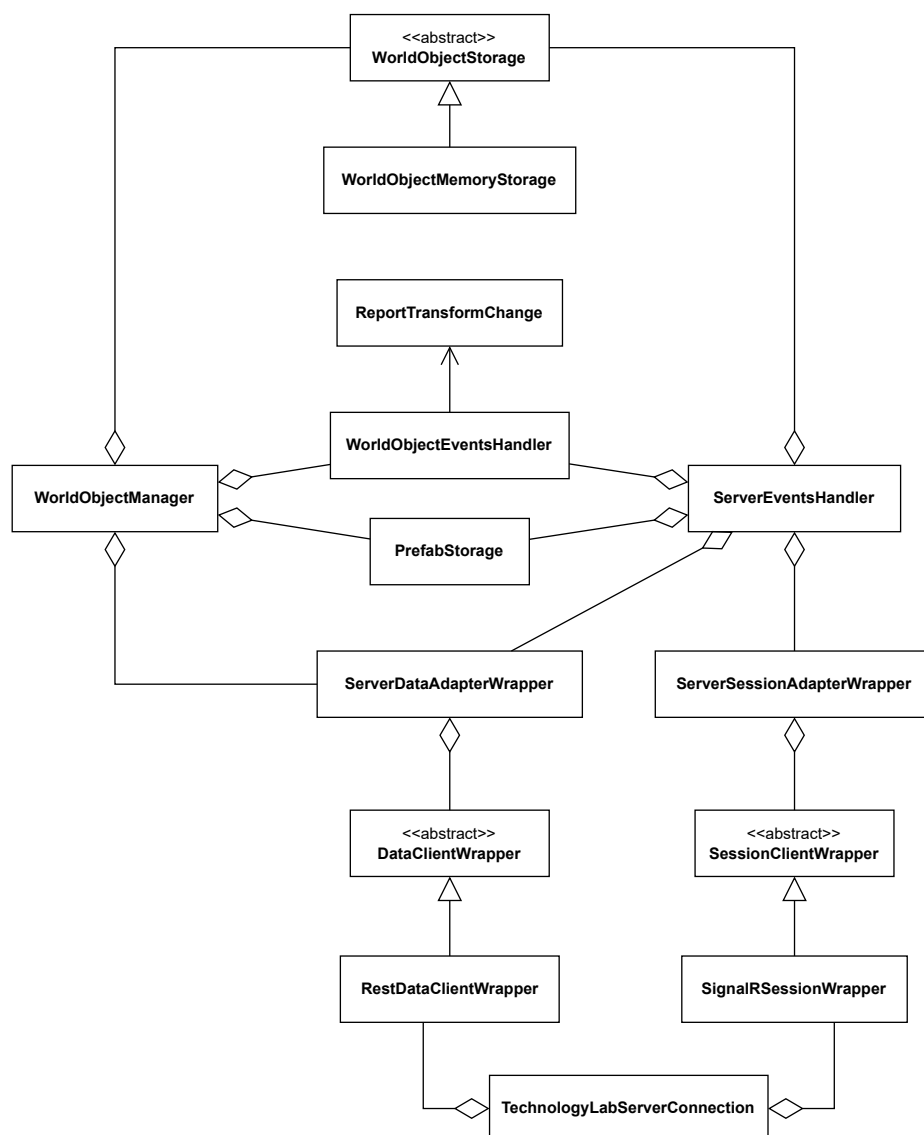 <<abstract>>
WorldObjectStorage
WorldObjectMemoryStorage
ReportTransformChange
WorldObjectEventsHandler
WorldObjectManager
ServerEventsHandler
PrefabStorage
ServerDataAdapterWrapper
ServerSessionAdapterWrapper
<<abstract>>
DataClientWrapper
<<abstract>>
SessionClientWrapper
RestDataClientWrapper
SignalRSessionWrapper
TechnologyLabServerConnection